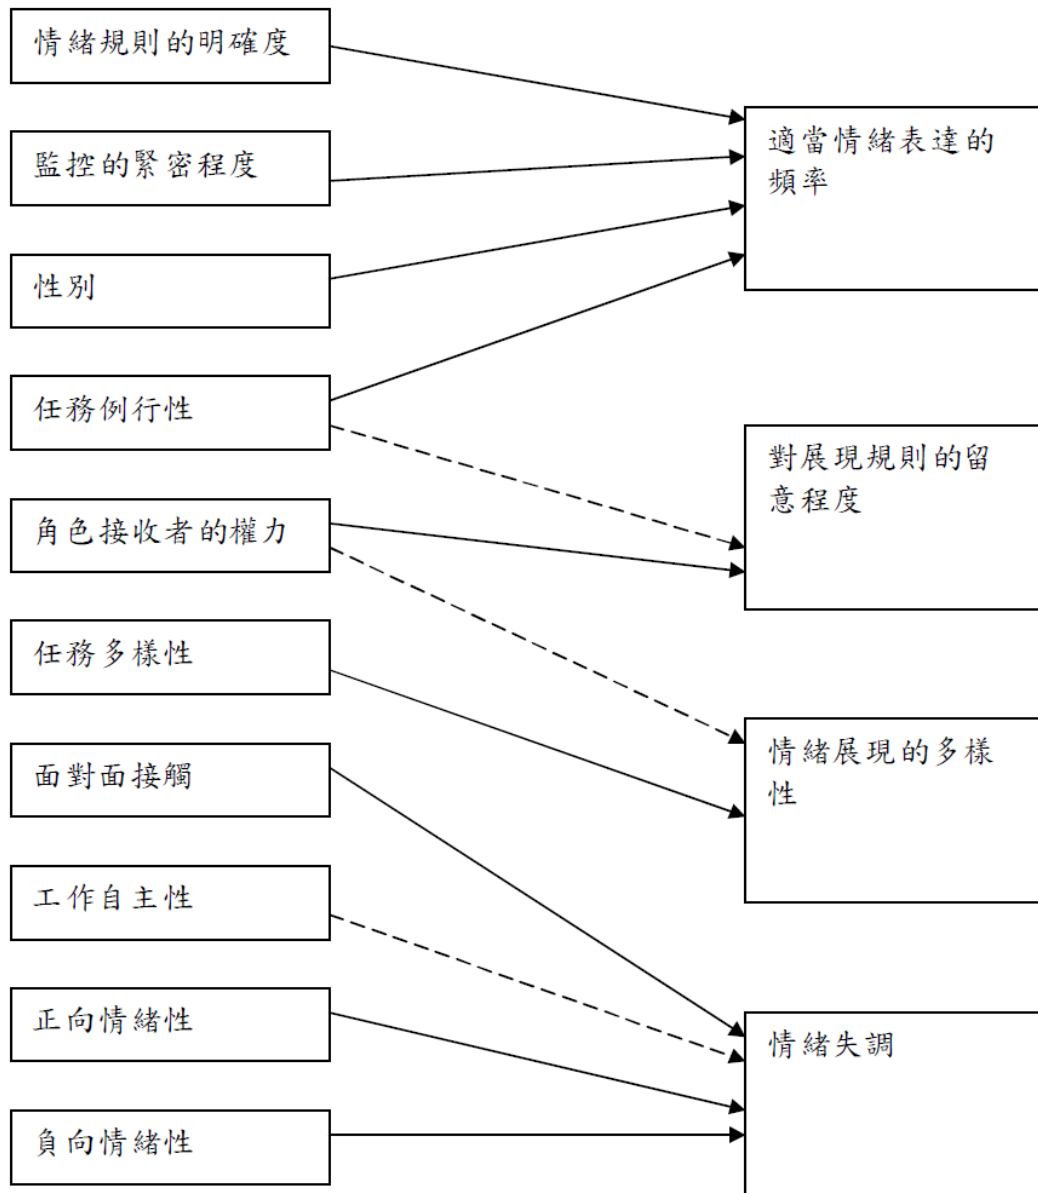 情緒規則的明確度
監控的緊密程度
性別
任務例行性
角色接收者的權力
任務多樣性
面對面接觸
工作自主性
正向情緒性
負向情緒性
適當情緒表達的
頻率
對展現規則的留
意程度
情緒展現的多樣
性
情緒失調